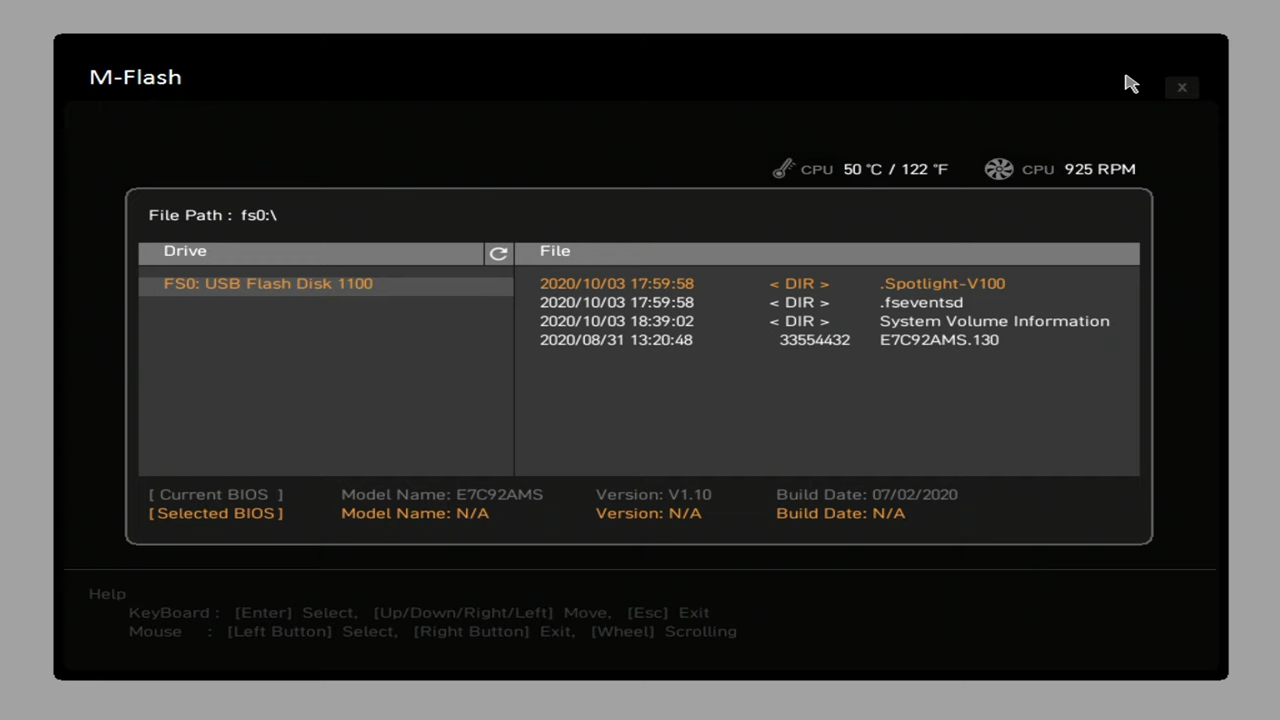 M-Flash
X
CPU 50 °C / 122 °F CPU 925 RPM
File Path : fs0:\
Drive File
FS0: USB Flash Disk 1100
2020/10/03 17:59:58 < DIR > .Spotlight-V100
2020/10/03 17:59:58 < DIR > .fseventsd
2020/10/03 18:39:02 < DIR > System Volume Information
2020/08/31 13:20:48 33554432 E7C92AMS.130
[ Current BIOS ] Model Name: E7C92AMS Version: V1.10 Build Date: 07/02/2020
[Selected BIOS] Model Name: N/A Version: N/A Build Date: N/A
Help
KeyBoard : [Enter] Select, [Up/Down/Right/Left] Move, [Esc] Exit
Mouse : [Left Button] Select, [Right Button] Exit, [Wheel] Scrolling